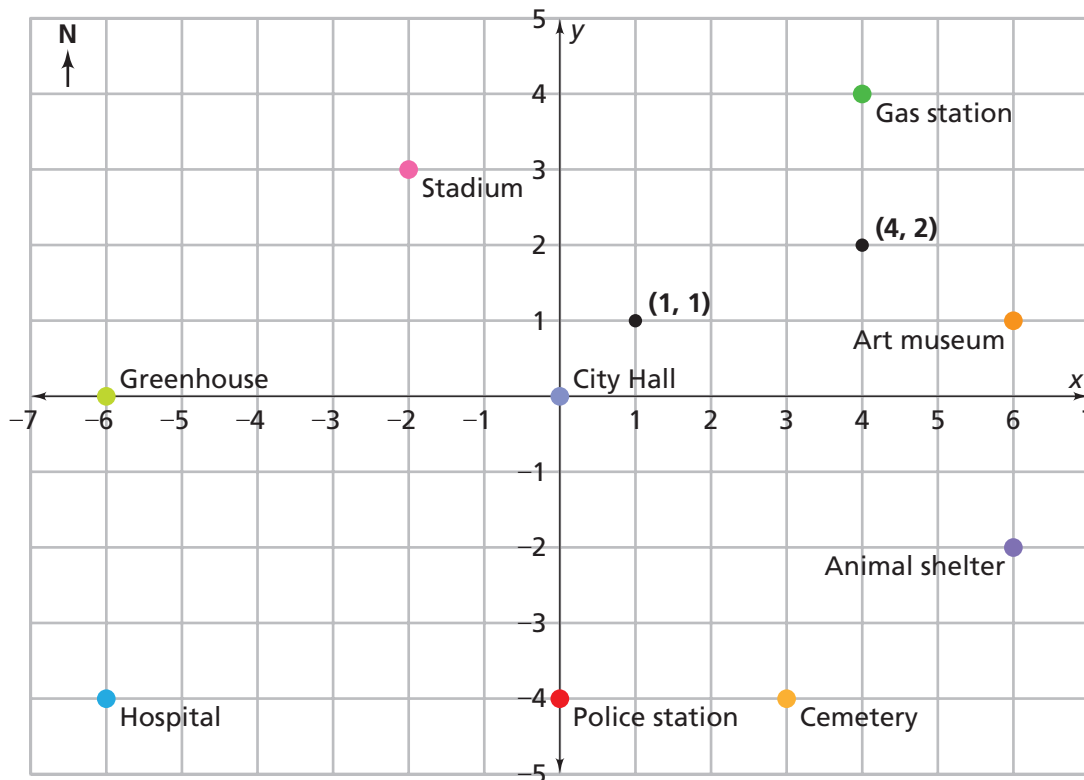 5
N
y
4
Gas station
3
Stadium
(4, 2)
2
(1, 1)
1
Art museum
Greenhouse
City Hall
x
−7 −6 −5 −4 −3 −2 −1 1 2 3 4 5 6
−1
−2
Animal shelter
−3
−4
Hospital
Police station
Cemetery
−5